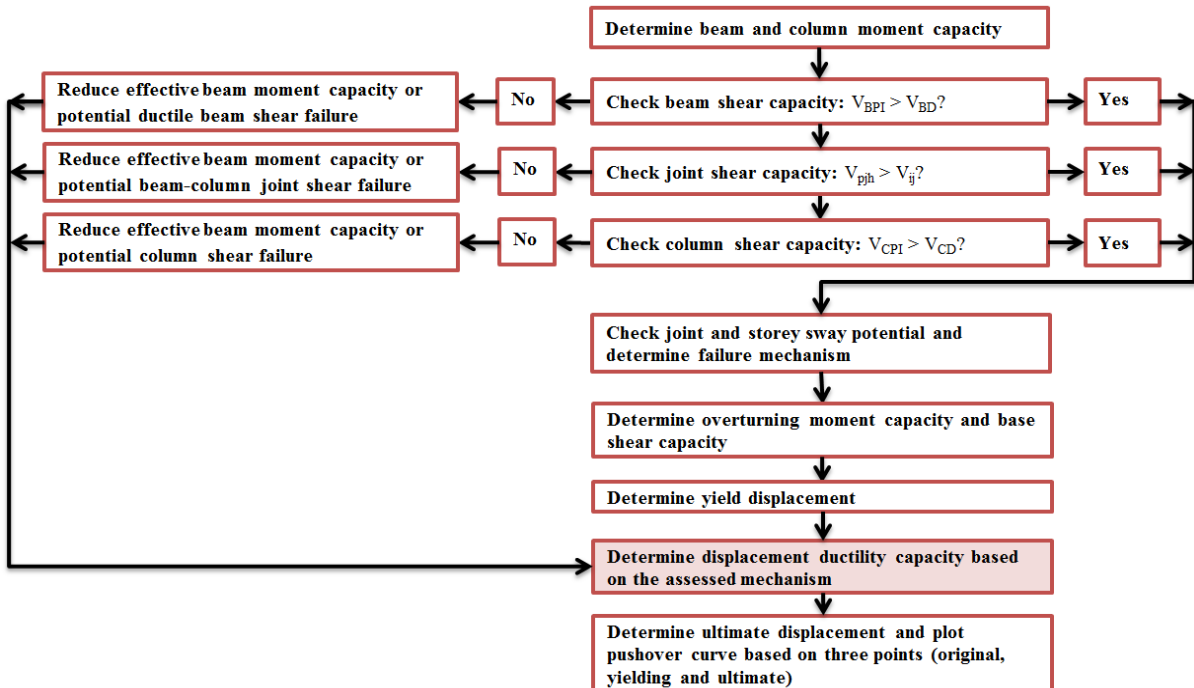 Determine beam and column moment capacity
Reduce effective beam moment capacity or
potential ductile beam shear failure
No
Check beam shear capacity: V_BPI > V_BD?
Yes
Reduce effective beam moment capacity or
potential beam-column joint shear failure
No
Check joint shear capacity: V_pjh > V_ij?
Yes
Reduce effective beam moment capacity or
potential column shear failure
No
Check column shear capacity: V_CPI > V_CD?
Yes
Check joint and storey sway potential and
determine failure mechanism
Determine overturning moment capacity and base
shear capacity
Determine yield displacement
Determine displacement ductility capacity based
on the assessed mechanism
Determine ultimate displacement and plot
pushover curve based on three points (original,
yielding and ultimate)